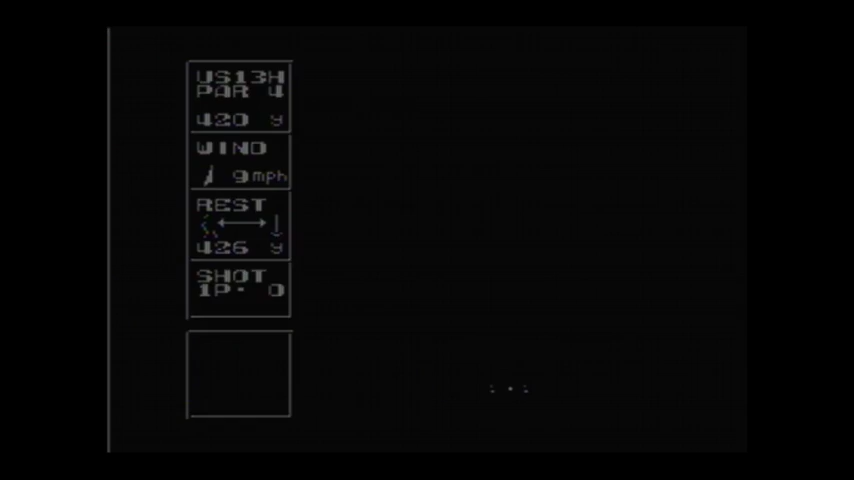 US13H
PAR 4
420 y
WIND
9mph
REST
426 y
SHOT
1P· 0